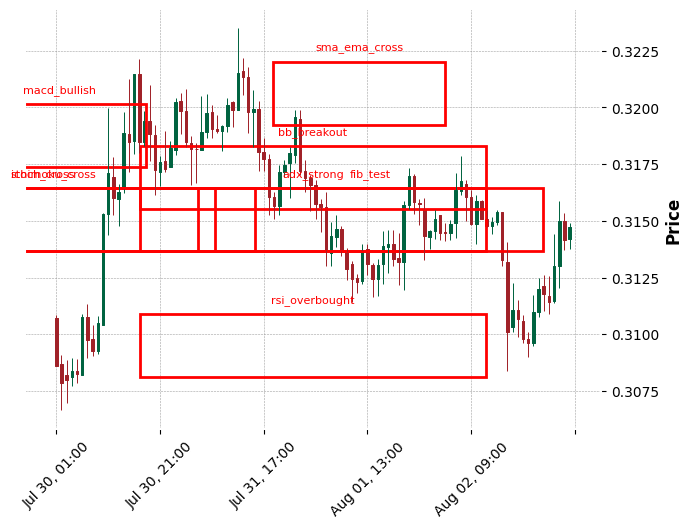 sma_ema_cross
macd_bullish
bb_breakout
adx_strong
fib_test
rsi_overbought
0.3225
0.3200
0.3175
0.3150
0.3125
0.3100
0.3075
Price
Jul 30, 01:00
Jul 30, 21:00
Jul 31, 17:00
Aug 01, 13:00
Aug 02, 09:00